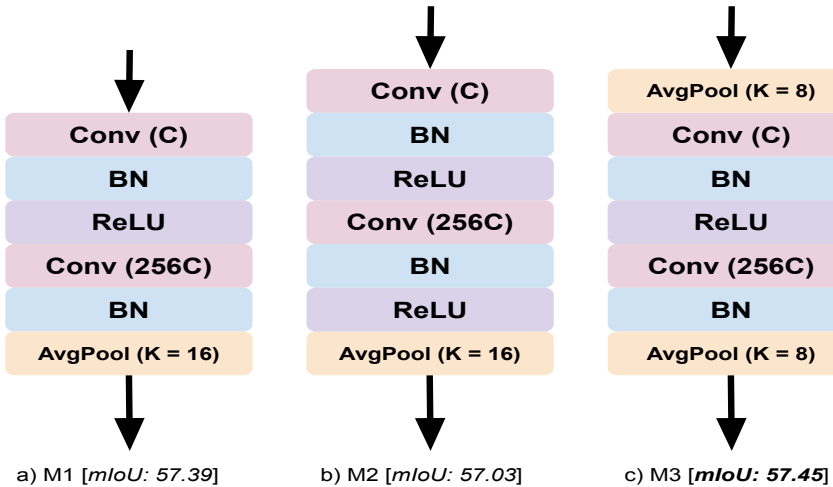 Conv (C)
BN
ReLU
Conv (256C)
BN
AvgPool (K = 16)
a) M1 [mIoU: 57.39]
Conv (C)
BN
ReLU
Conv (256C)
BN
ReLU
AvgPool (K = 16)
b) M2 [mIoU: 57.03]
AvgPool (K = 8)
Conv (C)
BN
ReLU
Conv (256C)
BN
AvgPool (K = 8)
c) M3 [mIoU: 57.45]